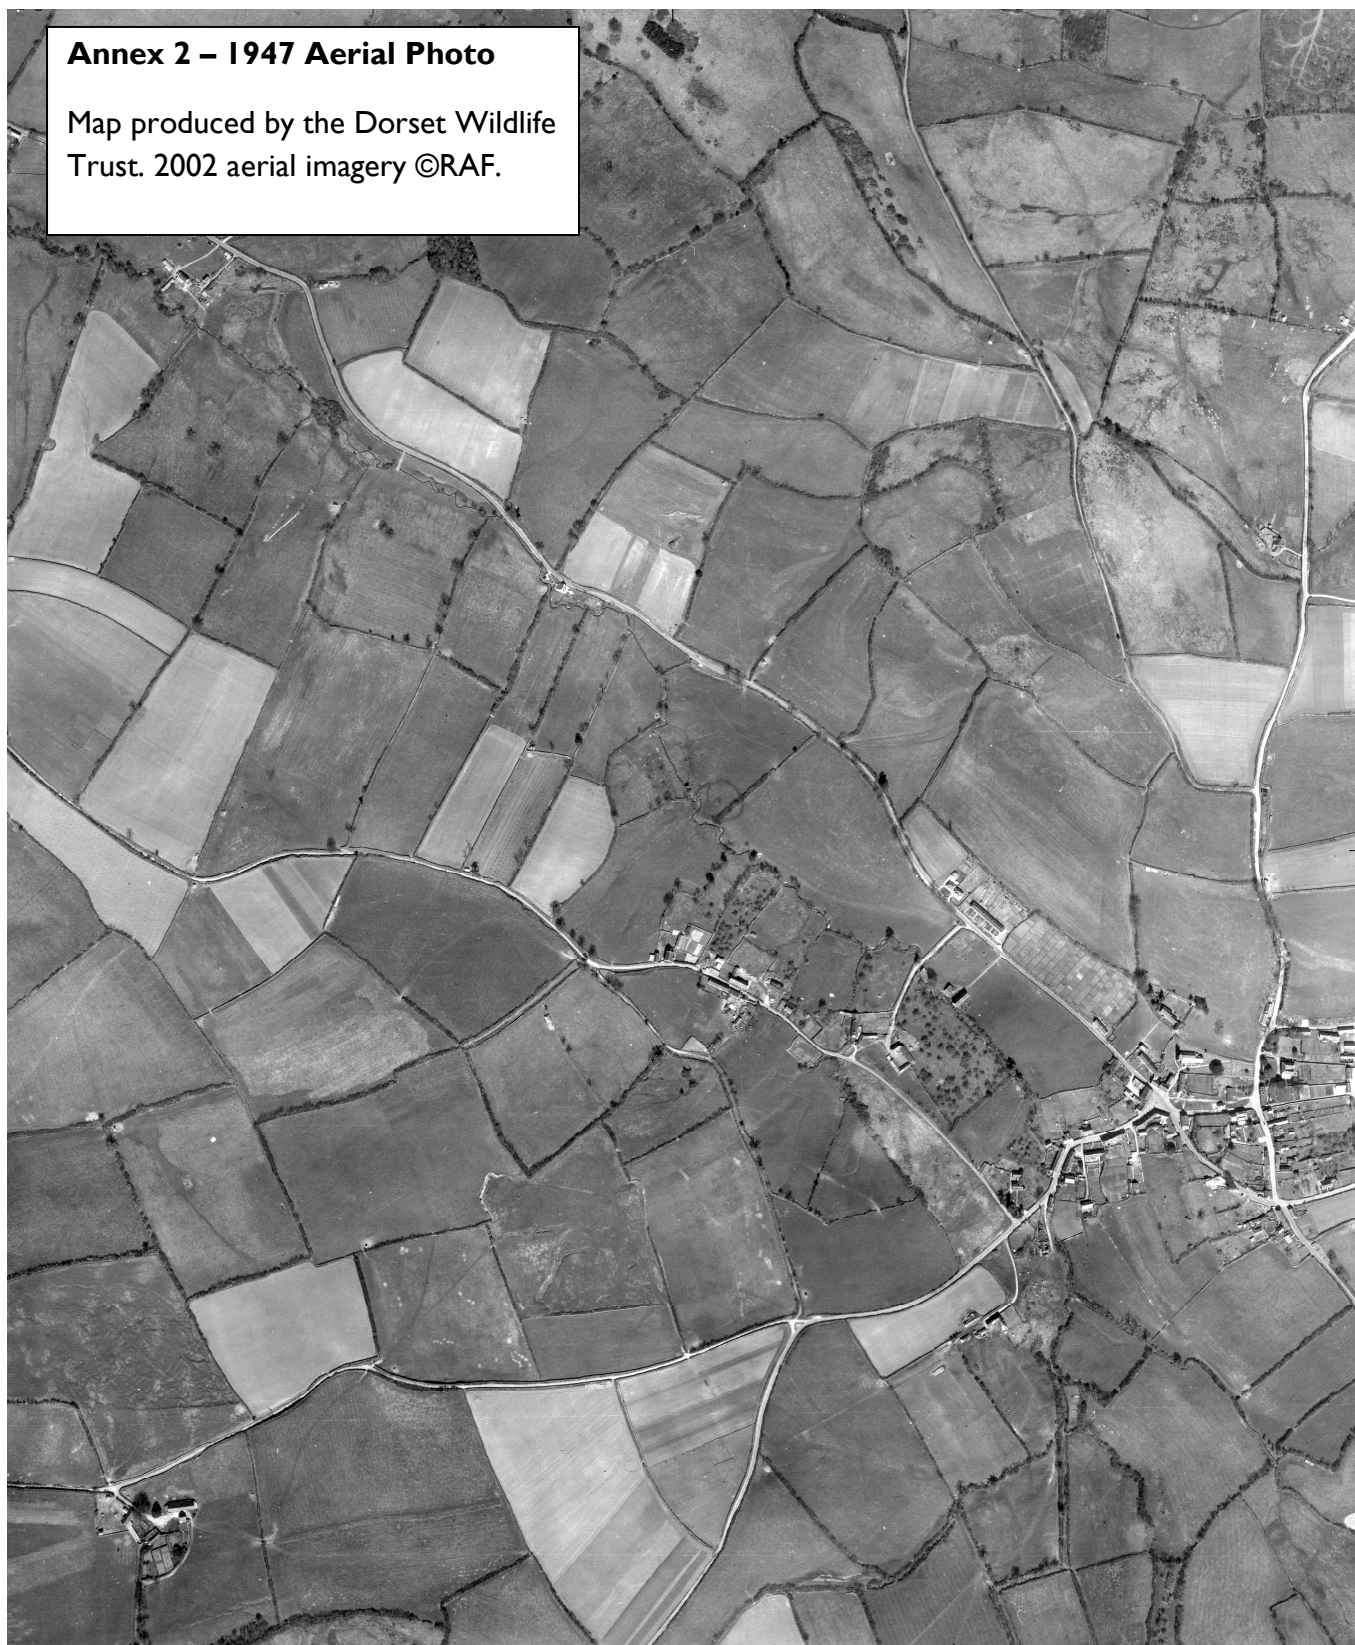 Annex 2 – 1947 Aerial Photo
Map produced by the Dorset Wildlife
Trust. 2002 aerial imagery ©RAF.